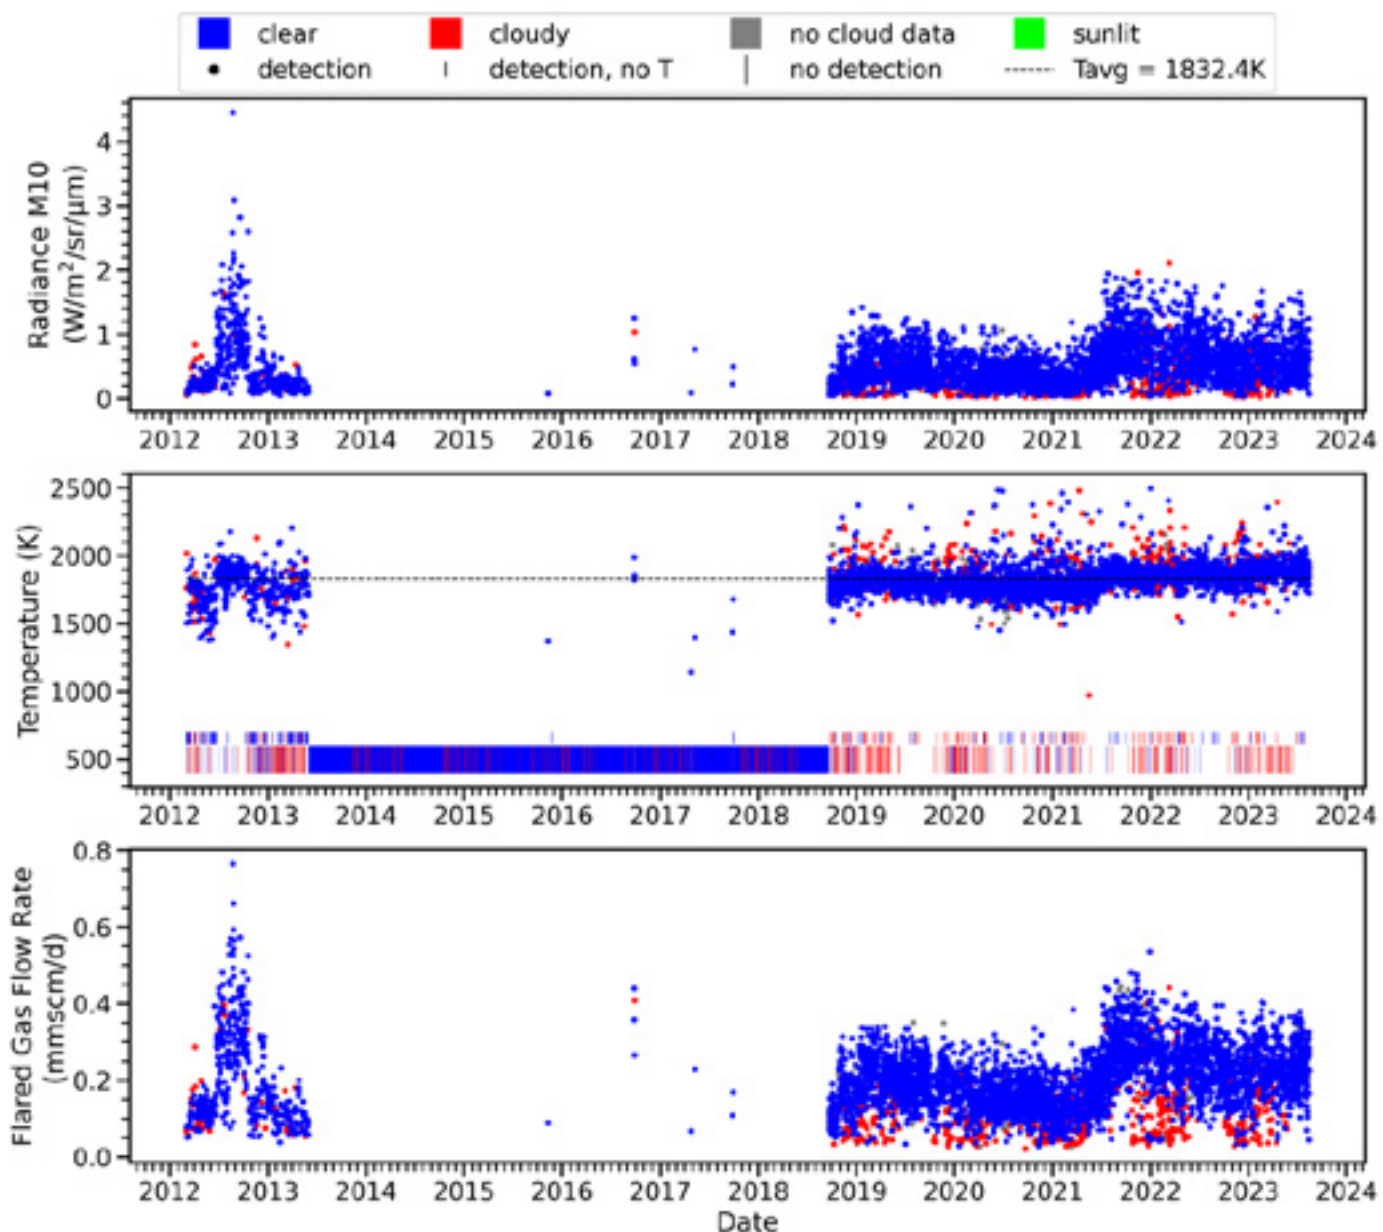 clear cloudy no cloud data sunlit
detection detection, no T no detection Tavg = 1832.4K
Radiance M10
(W/m²/sr/μm)
4
3
2
1
0
2012 2013 2014 2015 2016 2017 2018 2019 2020 2021 2022 2023 2024
Temperature (K)
2500
2000
1500
1000
500
2012 2013 2014 2015 2016 2017 2018 2019 2020 2021 2022 2023 2024
Flared Gas Flow Rate
(mmscm/d)
0.8
0.6
0.4
0.2
0.0
2012 2013 2014 2015 2016 2017 2018 2019 2020 2021 2022 2023 2024
Date